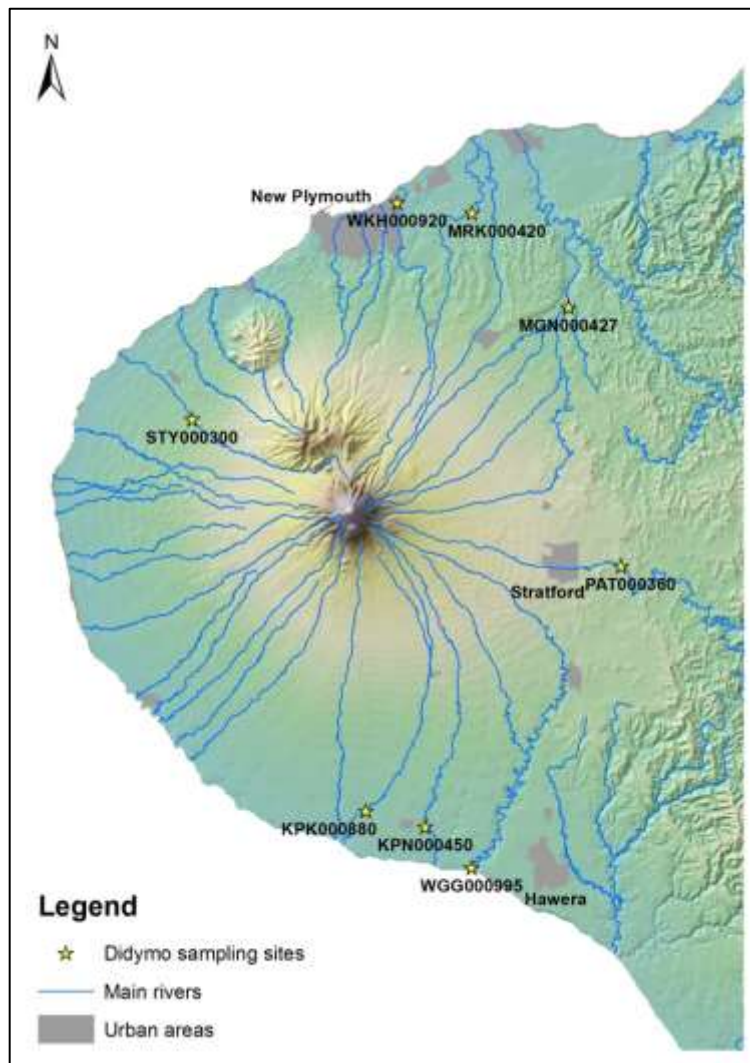 N
New Plymouth
WKH000920
MRK000420
MGN000427
STY000300
Stratford
PAT000360
KPK000880
KPN000450
WGG000995
Hawera
Legend
Didymo sampling sites
Main rivers
Urban areas